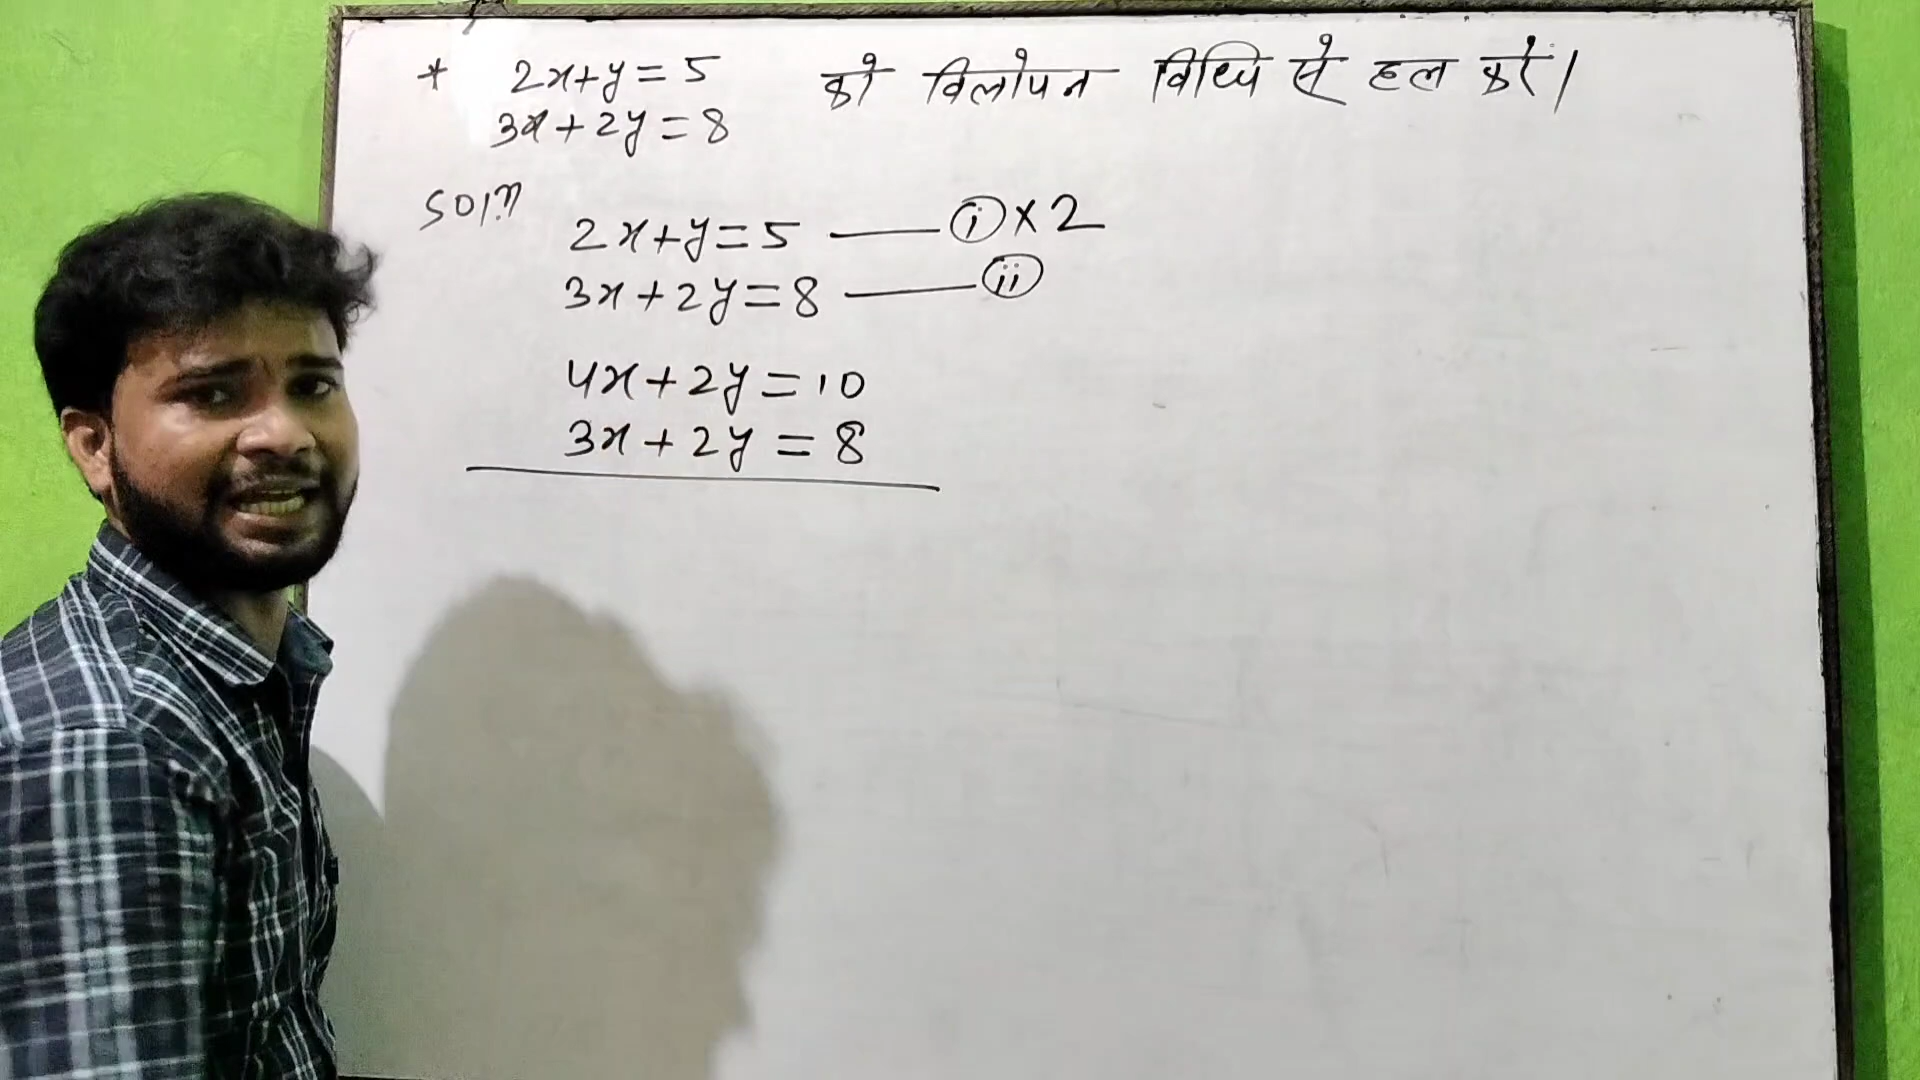 * 2x+y=5 को विलोपन विधि से हल करें।
3x+2y=8
Soln
2x+y=5 —— (i) × 2
3x+2y=8 —— (ii)
4x+2y=10
3x+2y=8